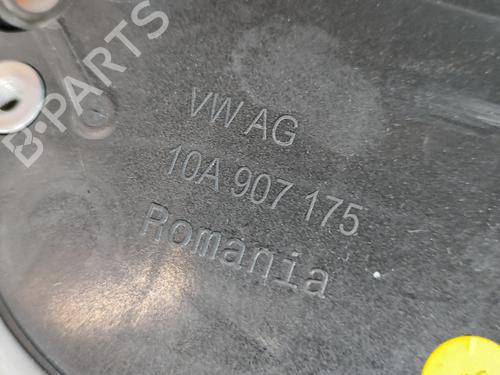 B-PARTS
VW AG
10A 907 175
Romania